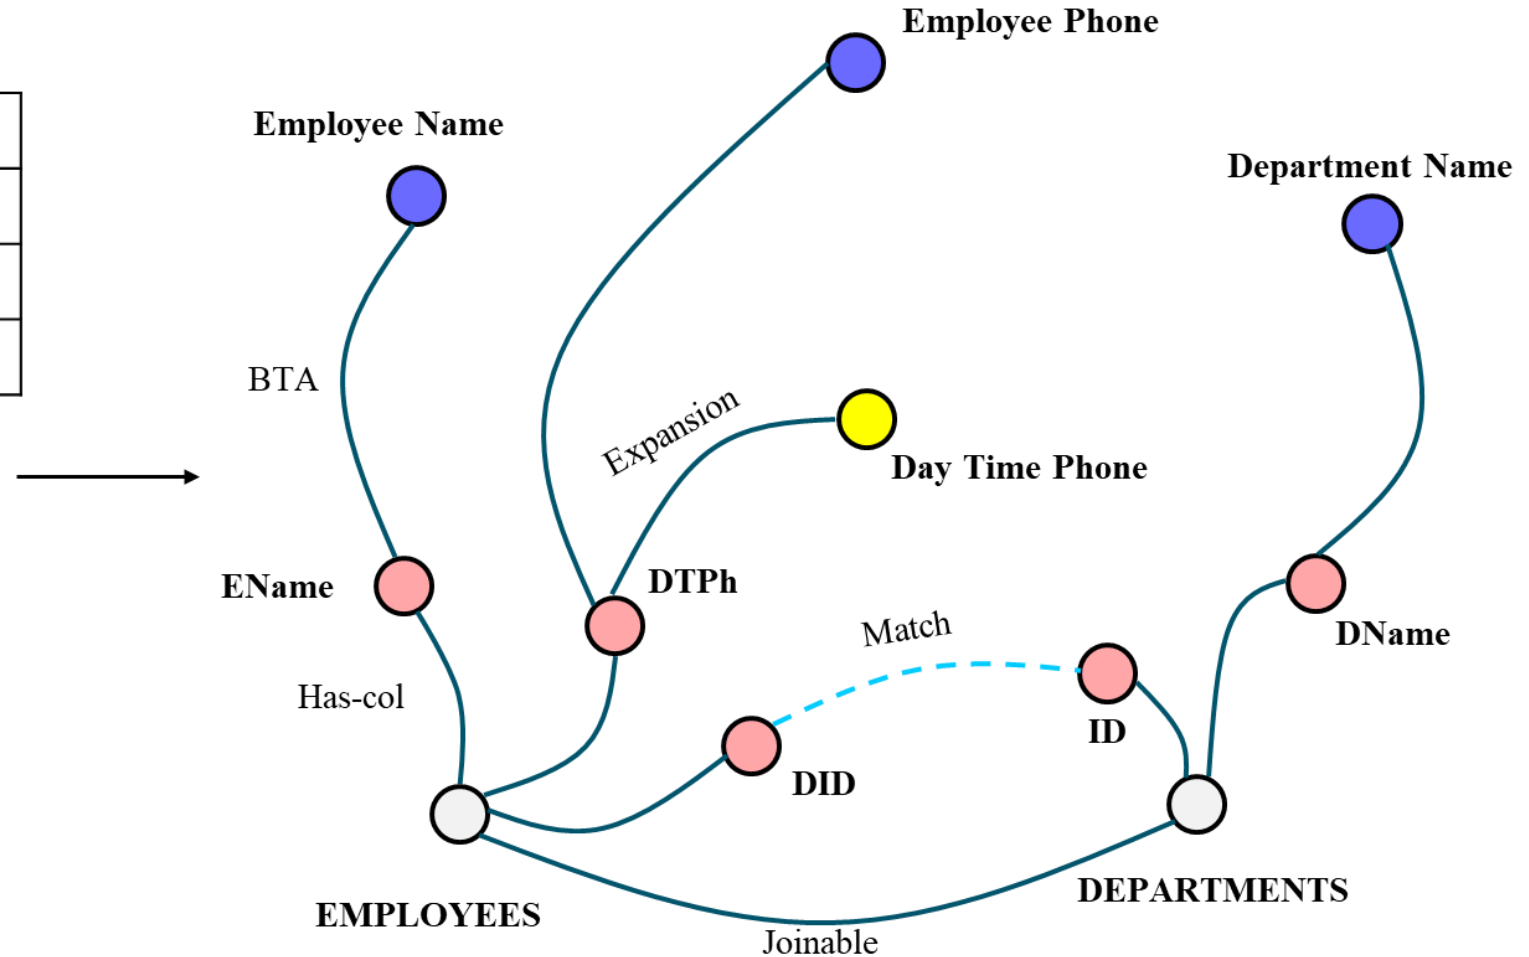 Employee Phone
Employee Name
Department Name
BTA
Expansion
Day Time Phone
EName
DTPh
Match
DName
Has-col
ID
DID
EMPLOYEES
DEPARTMENTS
Joinable